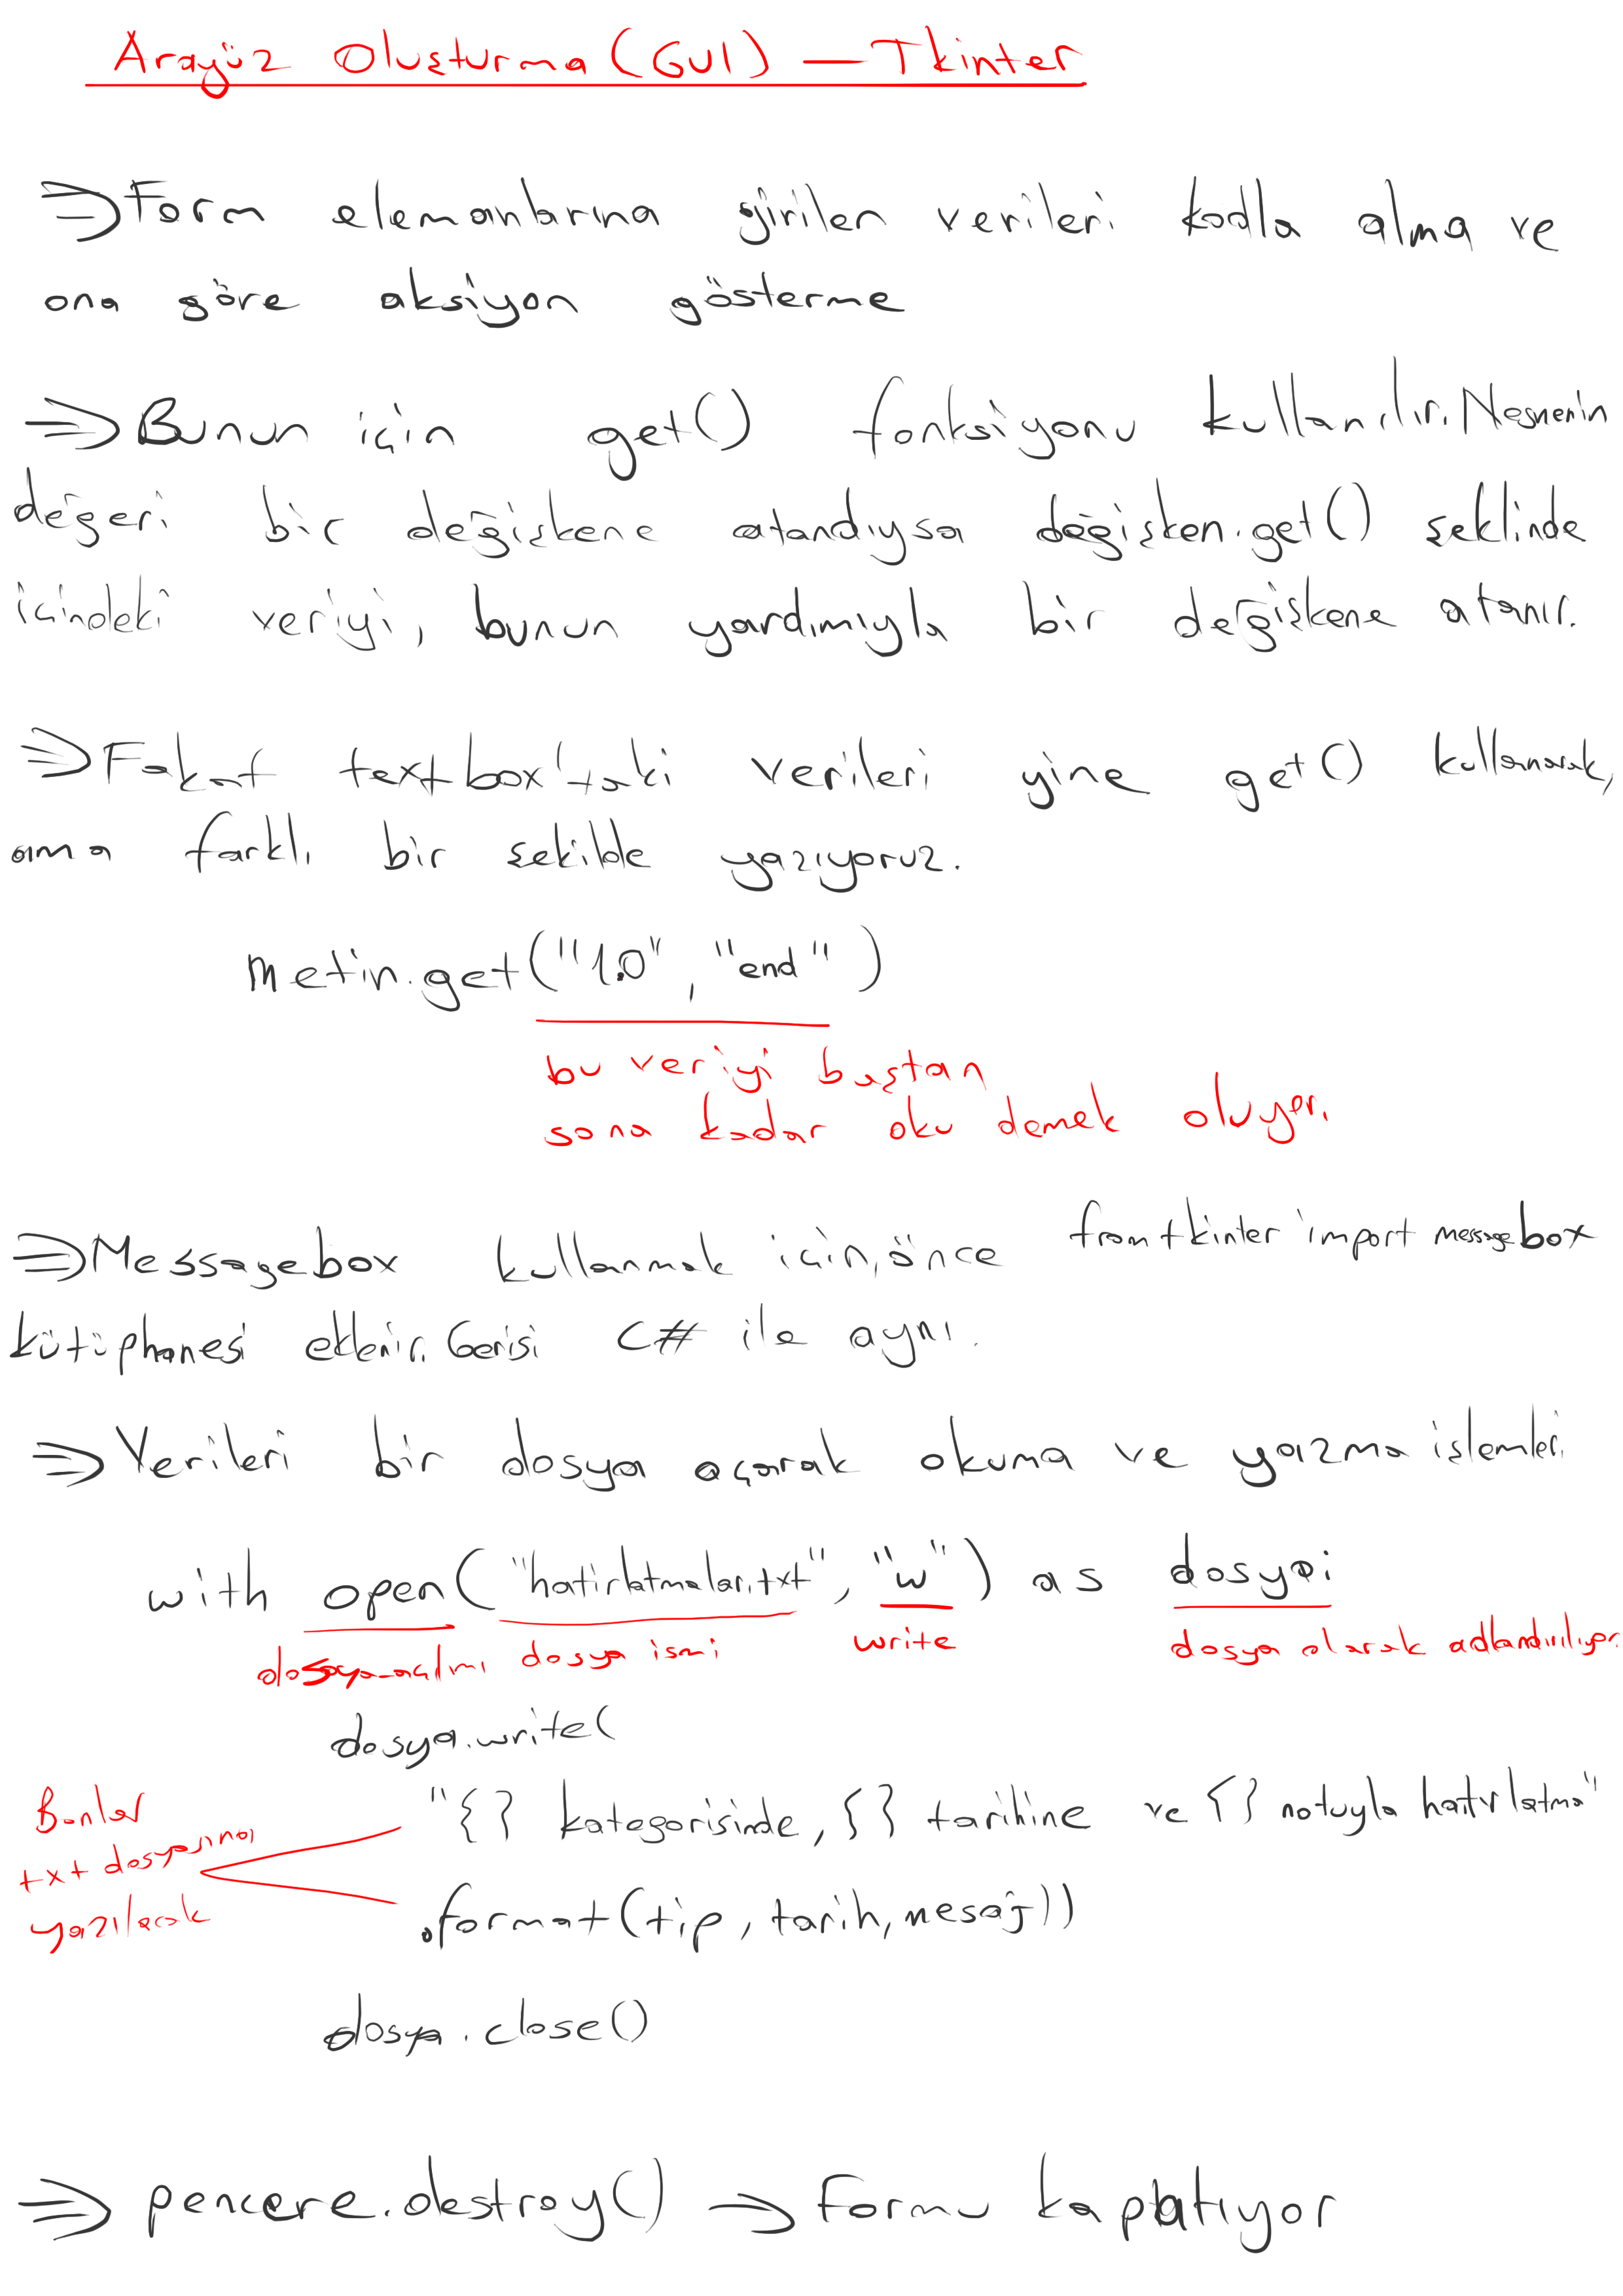 Arayüz Oluşturma (GUI) — Tkinter
⇒ Form elemanlarına girilen verileri kodla alma ve
ona göre aksiyon gösterme
⇒ Bunun için get() fonksiyonu kullanılır. Nesnenin
değeri bir değişkene atandıysa değişken.get() şeklinde
içindeki veriyi, bunun yardımıyla bir değişkene atanır.
⇒ Fakat textbox'taki verileri yine get() kullanarak,
ama farklı bir şekilde yazıyoruz.
metin.get("1.0", "end")
bu veriyi baştan
sona kadar oku demek oluyor.
⇒ Messagebox kullanmak için, önce from tkinter import messagebox
kütüphanesi eklenir. Gerisi C# ile aynı.
⇒ Verileri bir dosya açarak okuma ve yazma işlemleri
with open("hatirlatmalar.txt", "w") as dosya:
dosya açılımı dosya ismi write dosya olarak adlandırılıyor.
dosya.write(
"{} kategorisinde, {} tarihine ve {} notuyla hatırlatma"
.format(tip, tarih, mesaj))
Bunlar
txt dosyasına
yazılacak
dosya.close()
⇒ pencere.destroy() ⇒ Formu kapatıyor